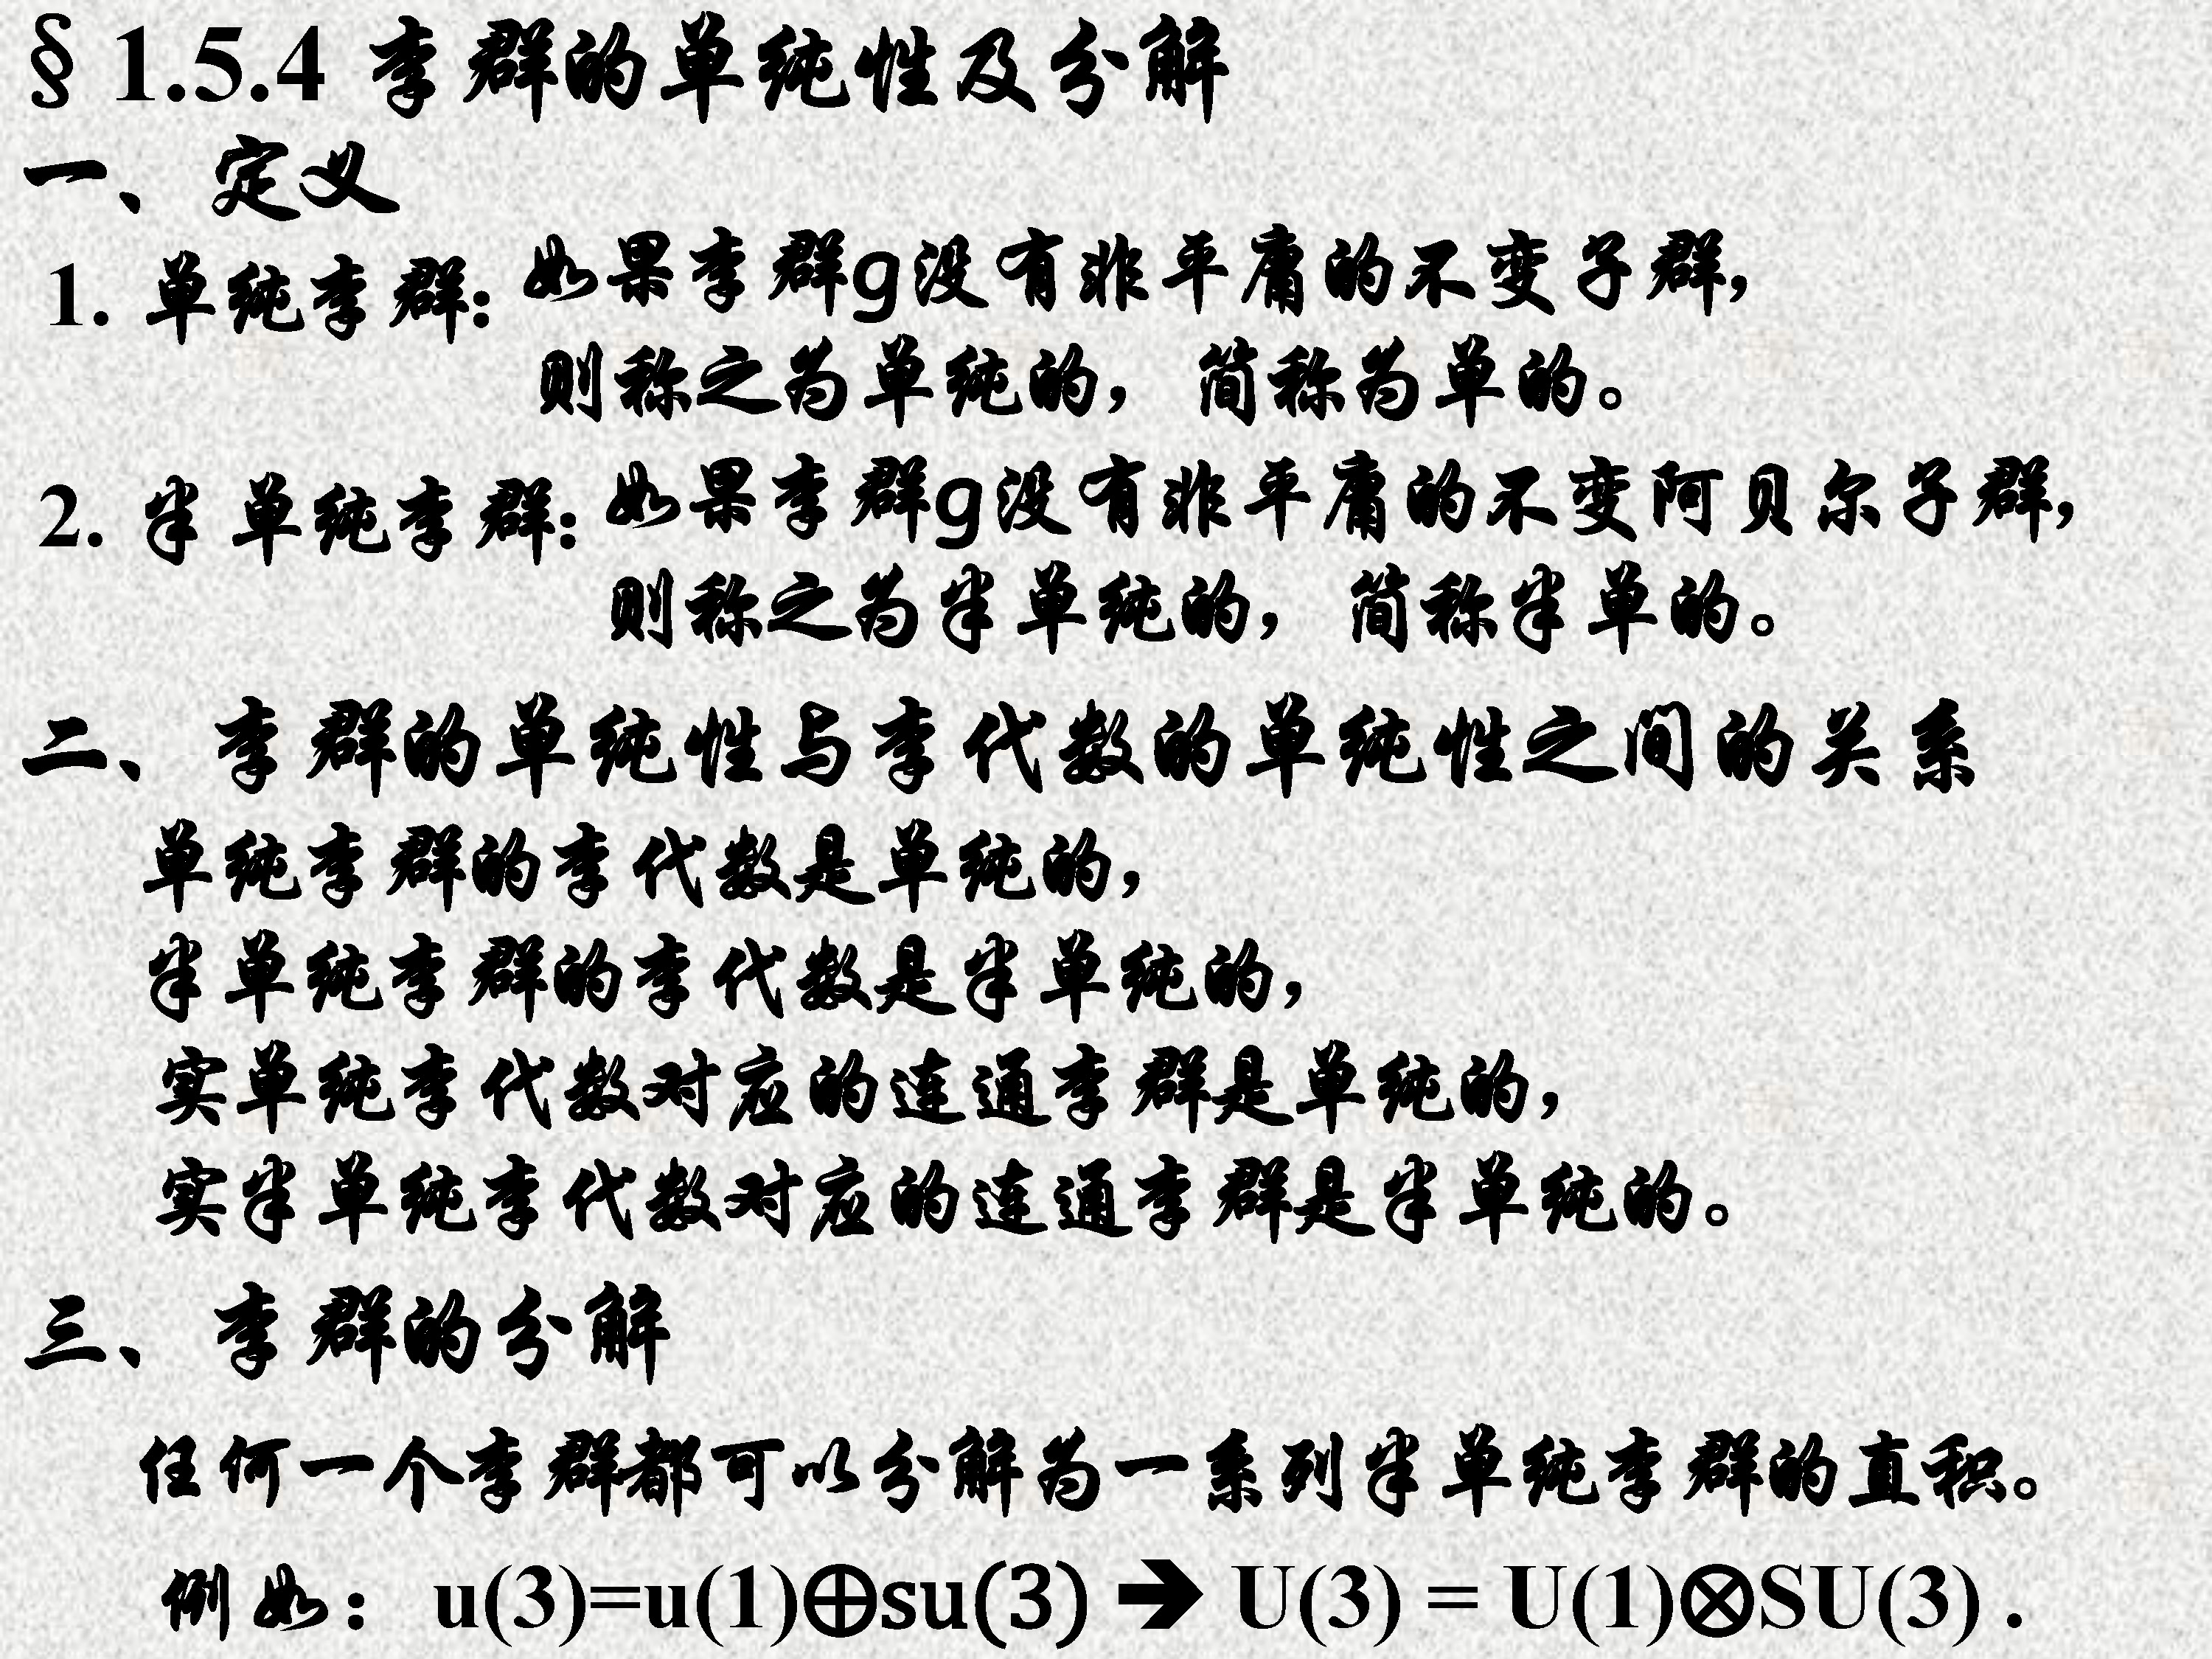 § 1.5.4 李群的单纯性及分解
一、 定义
1. 单纯李群: 如果李群g没有非平庸的不变子群,
则称之为单纯的，简称为单的。
2. 半单纯李群: 如果李群g没有非平庸的不变阿贝尔子群,
则称之为半单纯的，简称半单的。
二、 李群的单纯性与李代数的单纯性之间的关系
单纯李群的李代数是单纯的,
半单纯李群的李代数是半单纯的,
实单纯李代数对应的连通李群是单纯的,
实半单纯李代数对应的连通李群是半单纯的。
三、 李群的分解
任何一个李群都可以分解为一系列半单纯李群的直积。
例如： u(3)=u(1)⊕su(3) ➔ U(3) = U(1)⊗SU(3) .